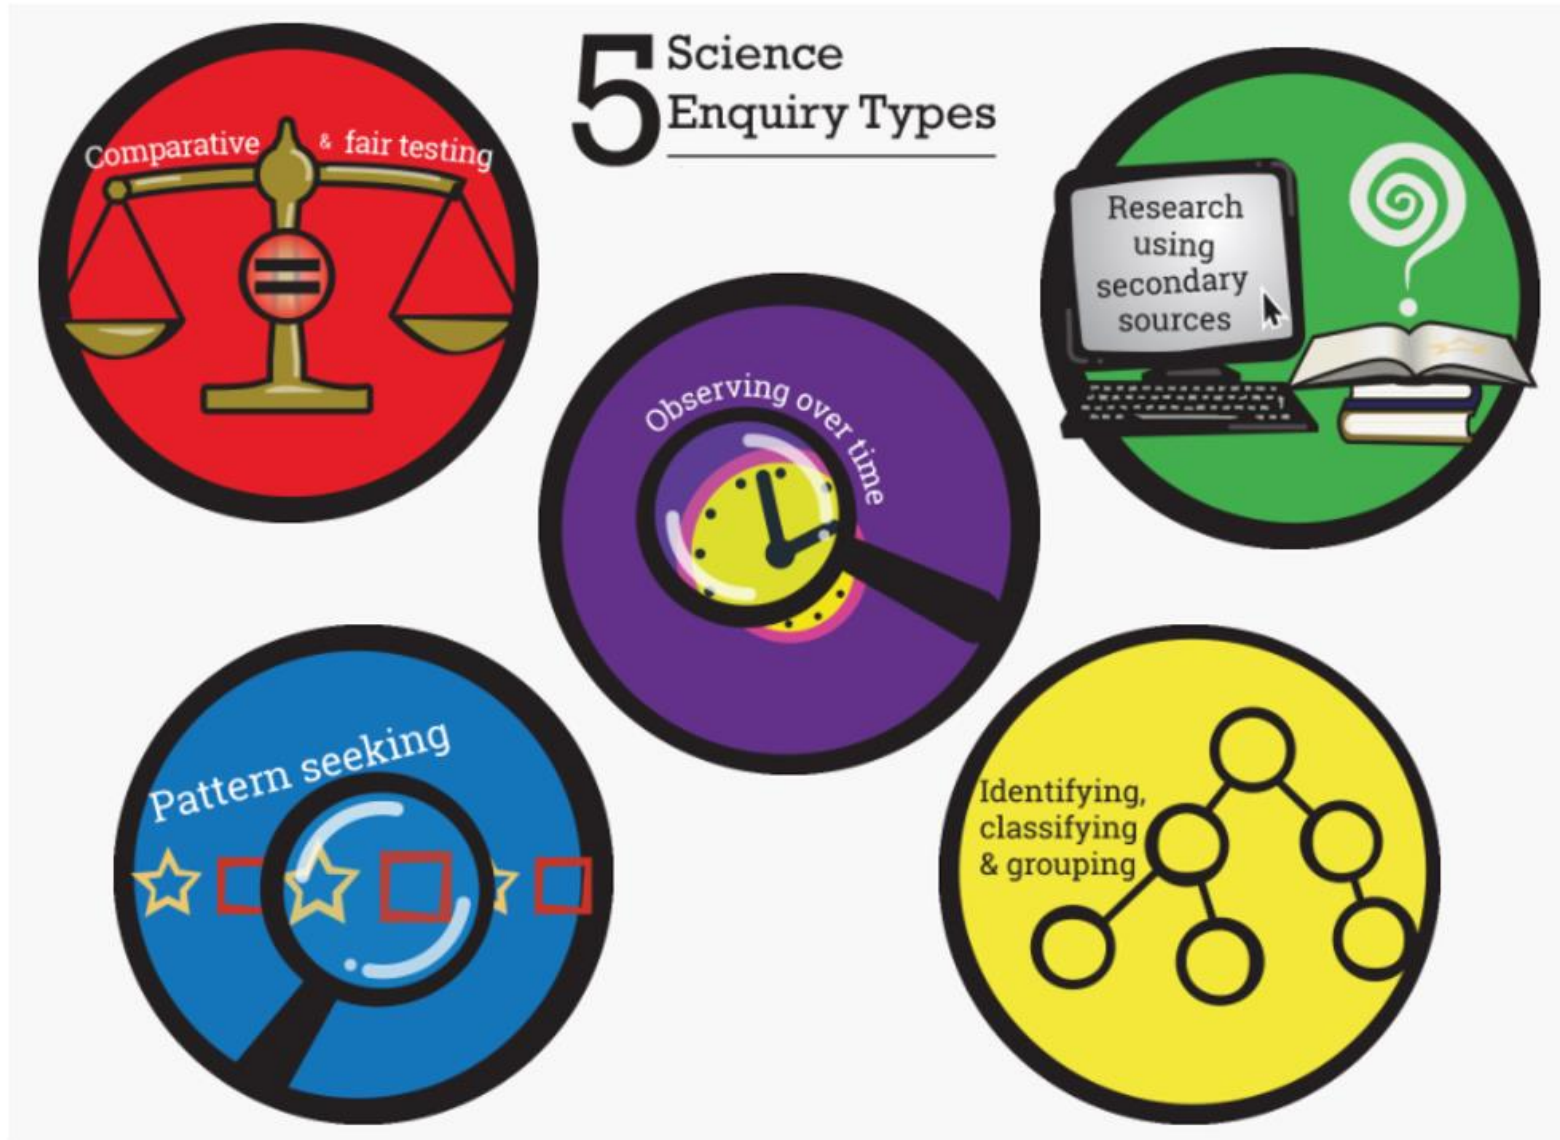 5 Science
Enquiry Types
Comparative & fair testing
Research
using
secondary
sources
Observing over time
Pattern seeking
Identifying,
classifying
& grouping